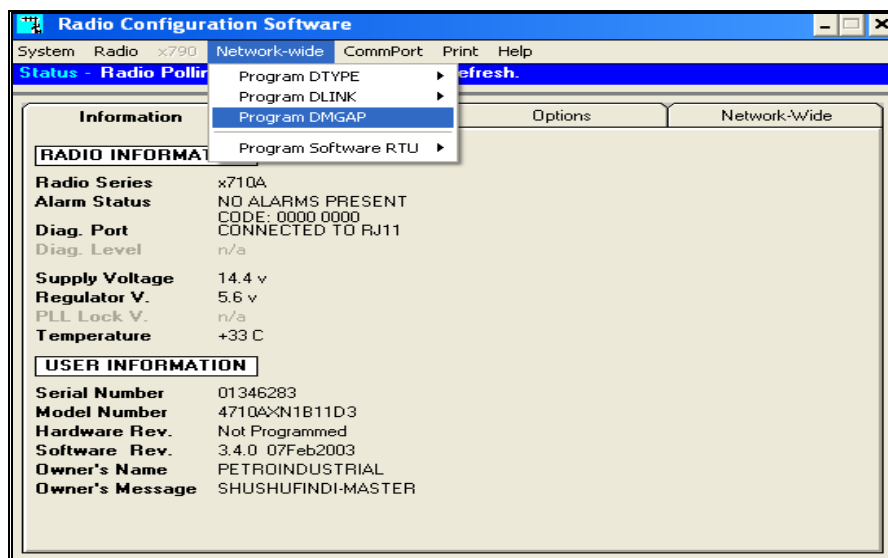 Radio Configuration Software
System Radio x790 Network-wide CommPort Print Help
Status - Radio Pollin efresh.
Program DTYPE
Program DLINK
Program DMGAP
Program Software RTU
Information Options Network-Wide
RADIO INFORMAT
Radio Series x710A
Alarm Status NO ALARMS PRESENT
CODE: 0000 0000
Diag. Port CONNECTED TO RJ11
Diag. Level n/a
Supply Voltage 14.4 v
Regulator V. 5.6 v
PLL Lock V. n/a
Temperature +33 C
USER INFORMATION
Serial Number 01346283
Model Number 4710AXN1B11D3
Hardware Rev. Not Programmed
Software Rev. 3.4.0 07Feb2003
Owner's Name PETROINDUSTRIAL
Owner's Message SHUSHUFINDI-MASTER